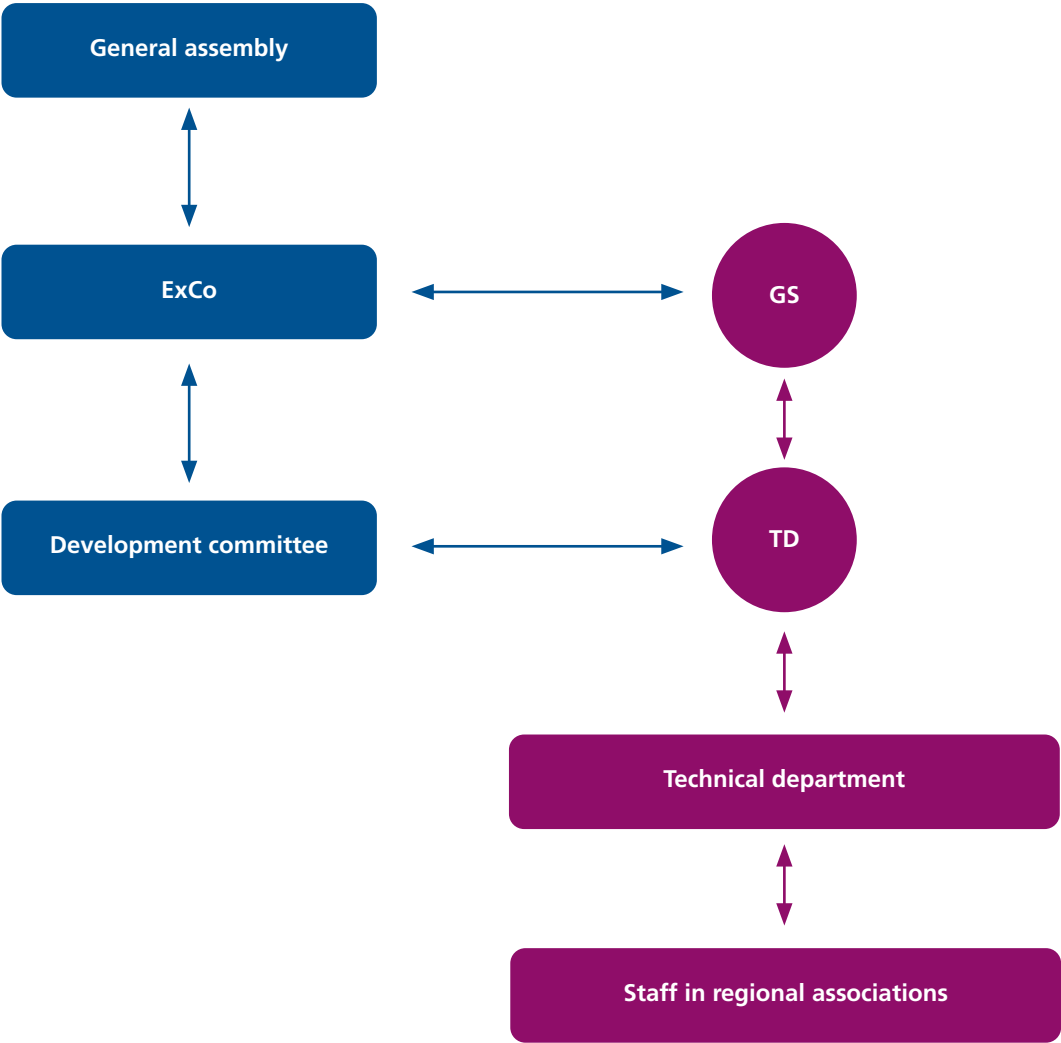 General assembly
ExCo
GS
Development committee
TD
Technical department
Staff in regional associations